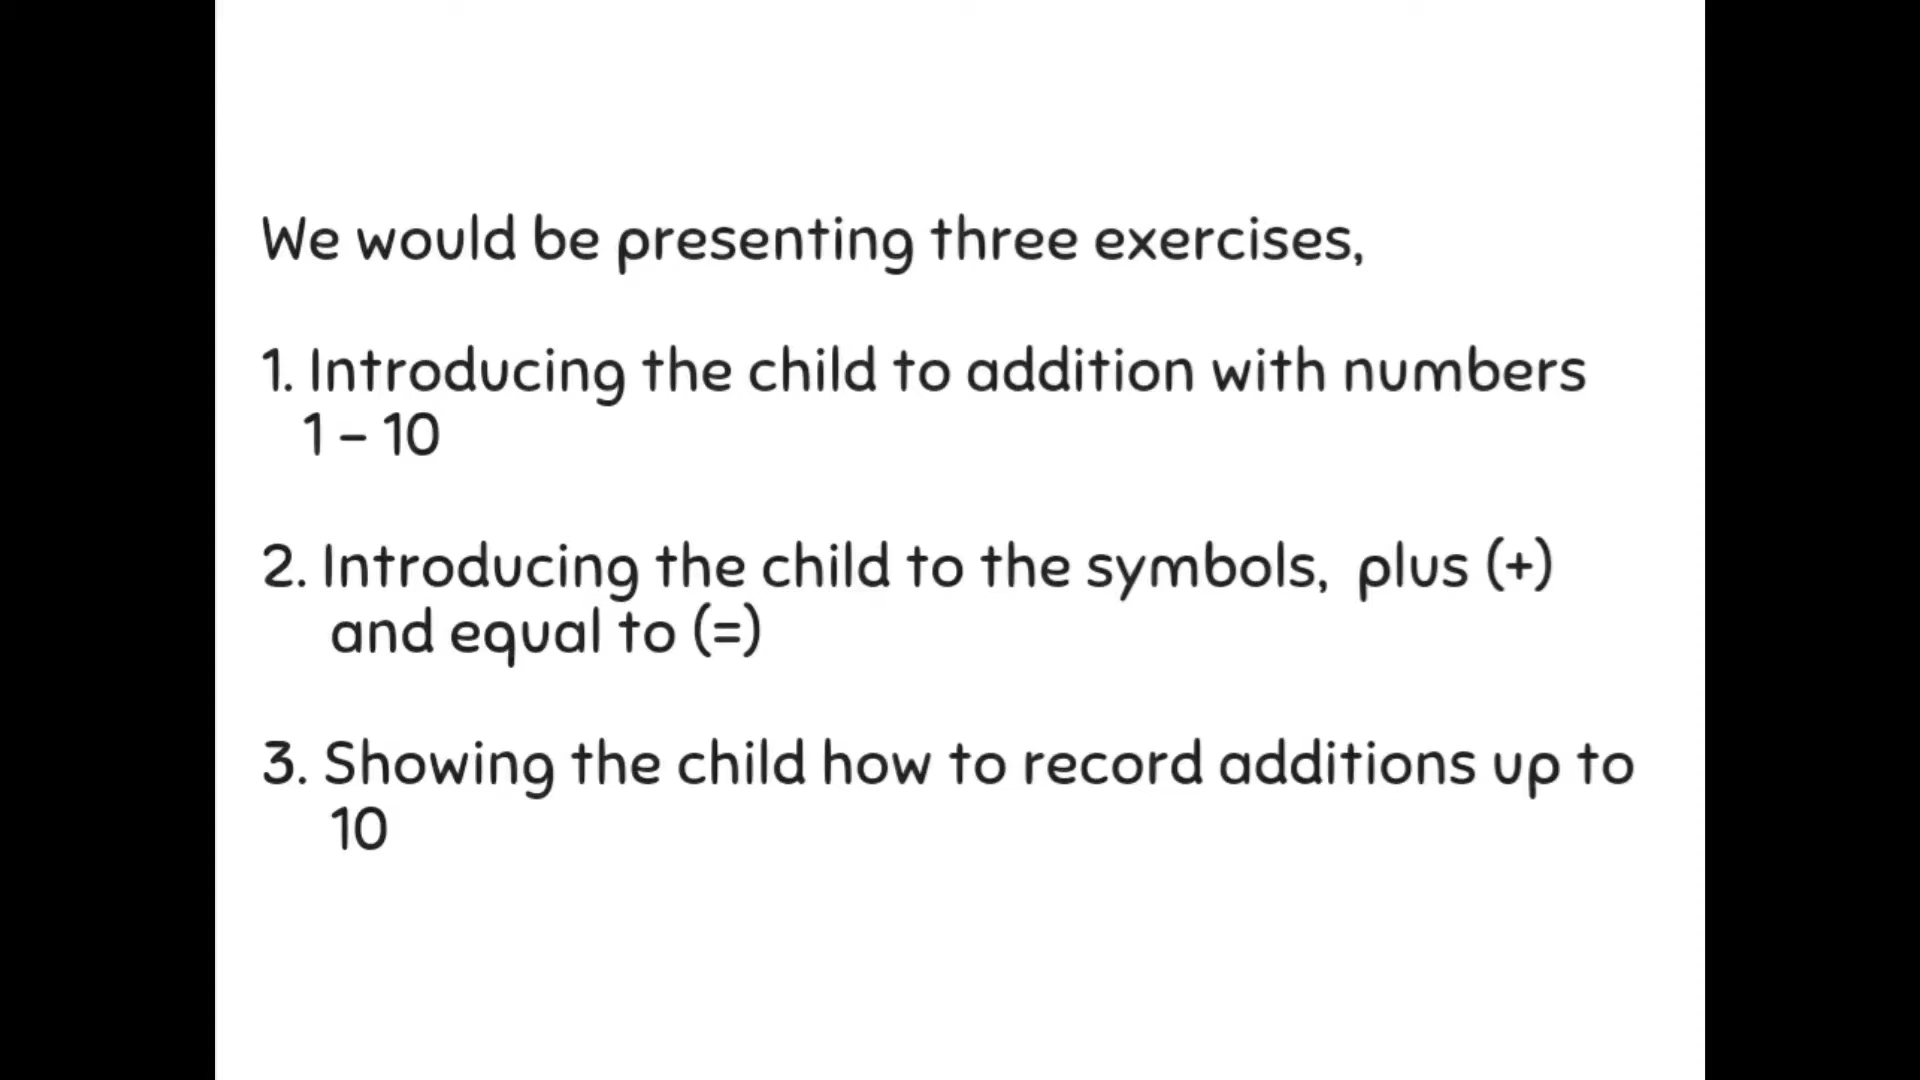 We would be presenting three exercises,
1. Introducing the child to addition with numbers
1 – 10
2. Introducing the child to the symbols,  plus (+)
and equal to (=)
3. Showing the child how to record additions up to
10